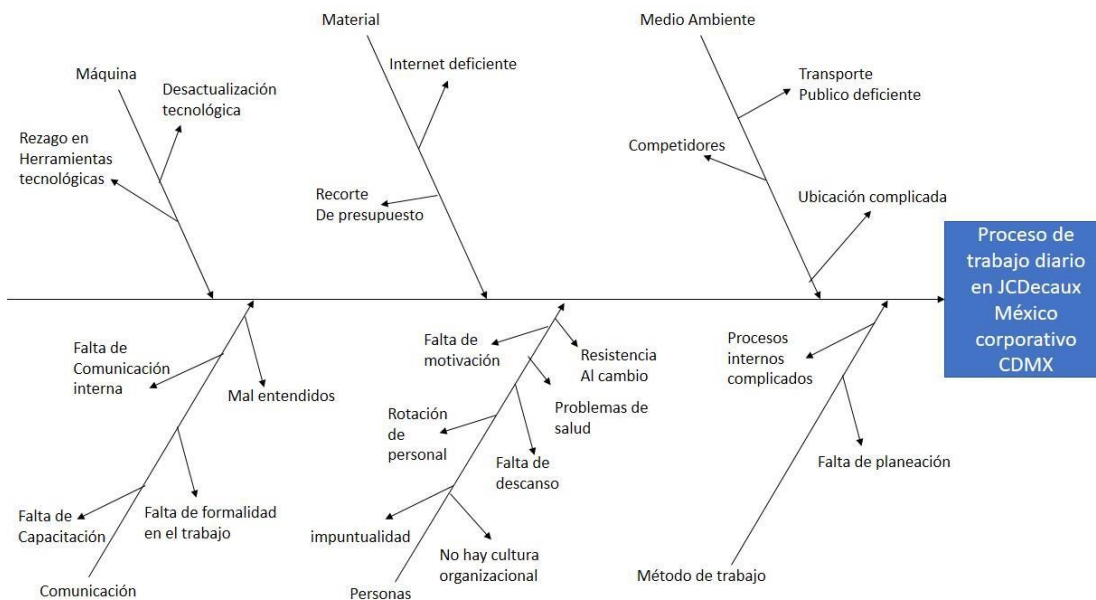 Material
Medio Ambiente
Máquina
Internet deficiente
Desactualización
tecnológica
Transporte
Publico deficiente
Rezago en
Herramientas
tecnológicas
Competidores
Recorte
De presupuesto
Ubicación complicada
Proceso de
trabajo diario
en JCDecaux
México
corporativo
CDMX
Falta de
Comunicación
interna
Mal entendidos
Falta de
motivación
Resistencia
Al cambio
Procesos
internos
complicados
Rotación
de
personal
Problemas de
salud
Falta de
descanso
Falta de planeación
Falta de
Capacitación
Falta de formalidad
en el trabajo
impuntualidad
No hay cultura
organizacional
Comunicación
Personas
Método de trabajo